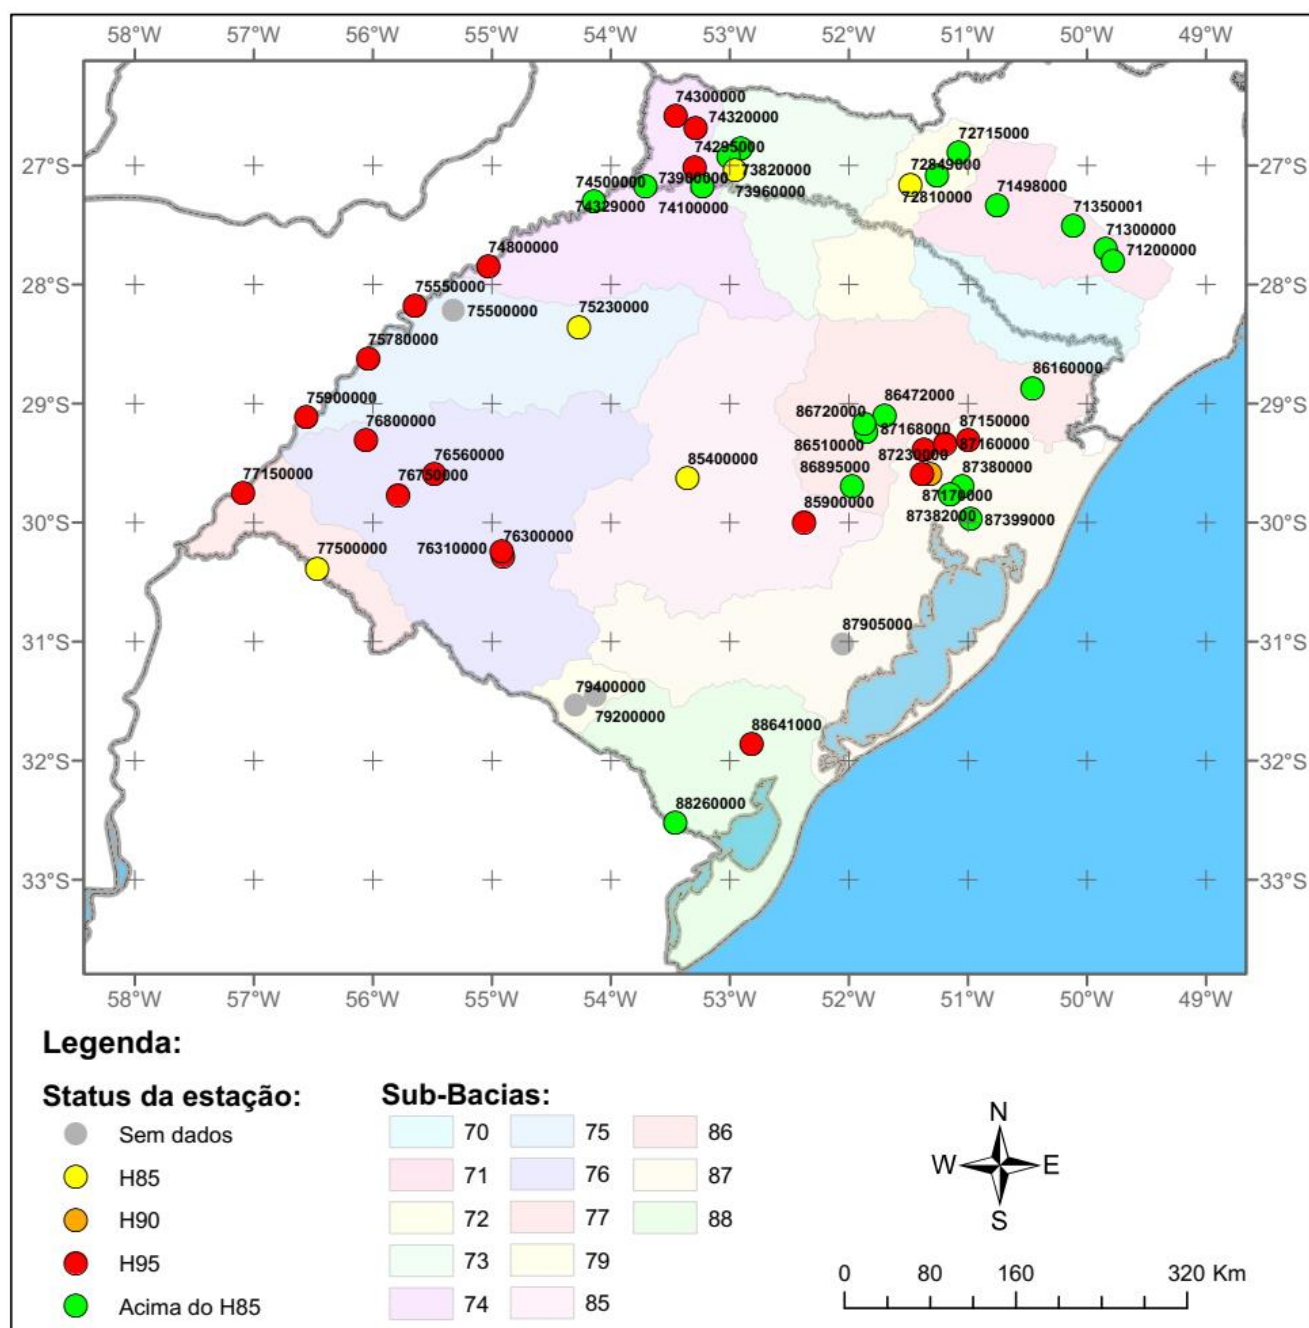 58°W 57°W 56°W 55°W 54°W 53°W 52°W 51°W 50°W 49°W
74300000
74320000
72715000
74295000
72849000
27°S 27°S
73820000
74500000
73900000
73960000
72810000
71498000
74329000
74100000
71350001
71300000
71200000
74800000
28°S 28°S
75550000
75500000
75230000
75780000
86160000
29°S 29°S
75900000
86472000
76800000
86720000
87168000
87150000
86510000
87160000
76560000
85400000
87230000
77150000
76750000
86895000
87380000
85900000
87170000
30°S 30°S
87382000
87399000
77500000
76310000
76300000
31°S 31°S
87905000
79400000
79200000
88641000
32°S 32°S
88260000
33°S 33°S
58°W 57°W 56°W 55°W 54°W 53°W 52°W 51°W 50°W 49°W
Legenda:
Status da estação:
Sem dados
H85
H90
H95
Acima do H85
Sub-Bacias:
70 75 86
71 76 87
72 77 88
73 79
74 85
N
W E
S
0 80 160 320 Km